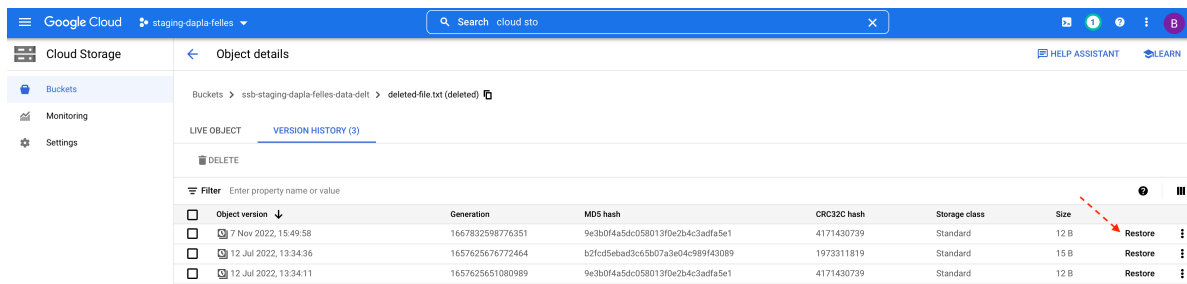 Google Cloud staging-dapla-felles Search cloud sto 1 B
Cloud Storage Object details HELP ASSISTANT LEARN
Buckets
Buckets > ssb-staging-dapla-felles-data-delt > deleted-file.txt (deleted)
Monitoring
LIVE OBJECT VERSION HISTORY (3)
Settings
DELETE
Filter Enter property name or value
Object version Generation MD5 hash CRC32C hash Storage class Size
7 Nov 2022, 15:49:58 1667832598776351 9e3b0f4a5dc058013f0e2b4c3adfa5e1 4171430739 Standard 12 B Restore
12 Jul 2022, 13:34:36 1657625676772464 b2fcd5ebad3c65b07a3e04c989f43089 1973311819 Standard 15 B Restore
12 Jul 2022, 13:34:11 1657625651080989 9e3b0f4a5dc058013f0e2b4c3adfa5e1 4171430739 Standard 12 B Restore